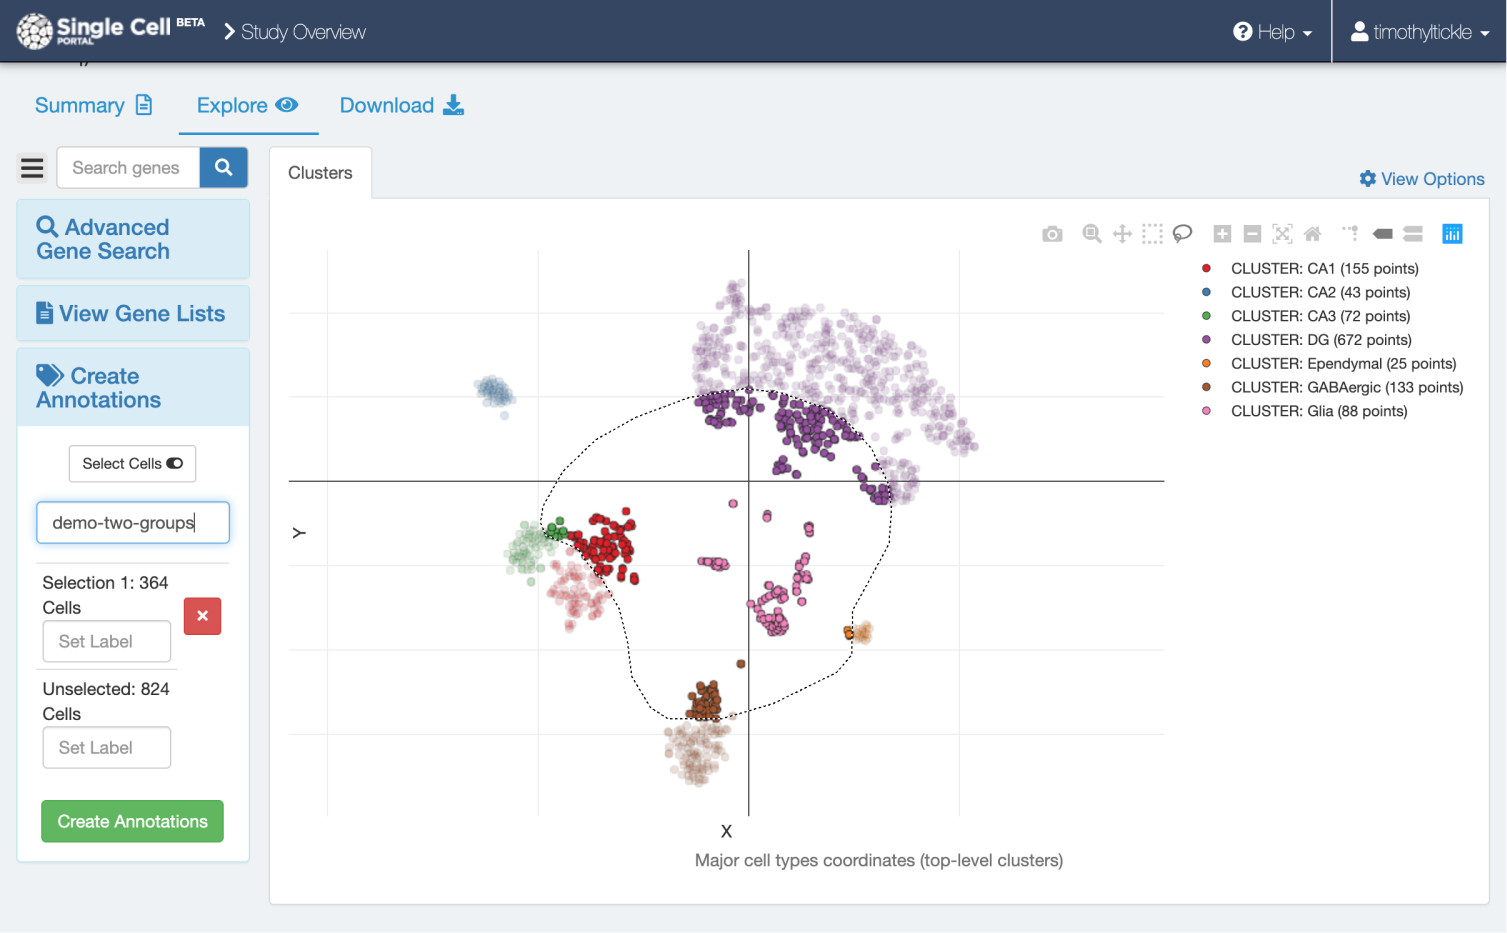 Single Cell BETA
PORTAL
Study Overview
Help
timothyltickle
Summary
Explore
Download
Search genes
Clusters
View Options
Advanced
Gene Search
View Gene Lists
Create
Annotations
Select Cells
demo-two-groups
Selection 1: 364
Cells
Set Label
Unselected: 824
Cells
Set Label
Create Annotations
CLUSTER: CA1 (155 points)
CLUSTER: CA2 (43 points)
CLUSTER: CA3 (72 points)
CLUSTER: DG (672 points)
CLUSTER: Ependymal (25 points)
CLUSTER: GABAergic (133 points)
CLUSTER: Glia (88 points)
Y
X
Major cell types coordinates (top-level clusters)